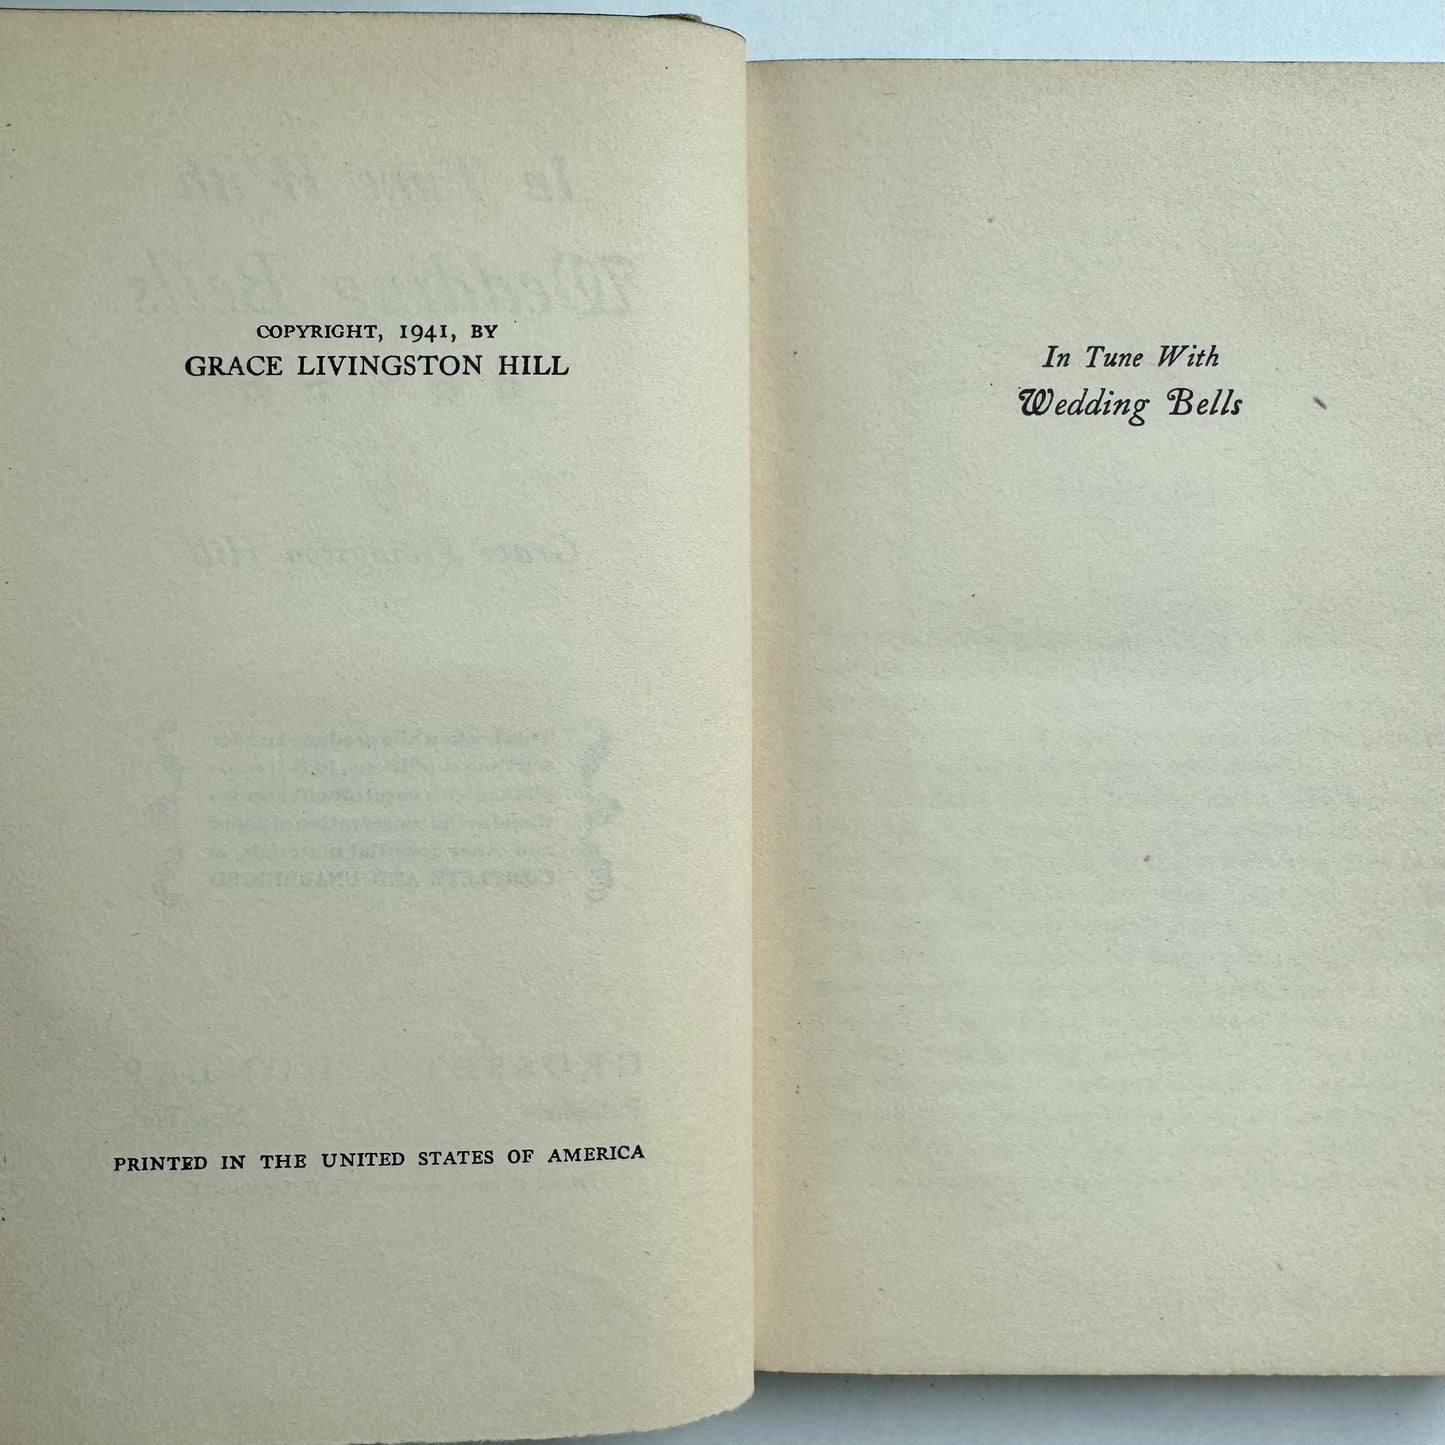 COPYRIGHT, 1941, BY
GRACE LIVINGSTON HILL
PRINTED IN THE UNITED STATES OF AMERICA
In Tune With
Wedding Bells